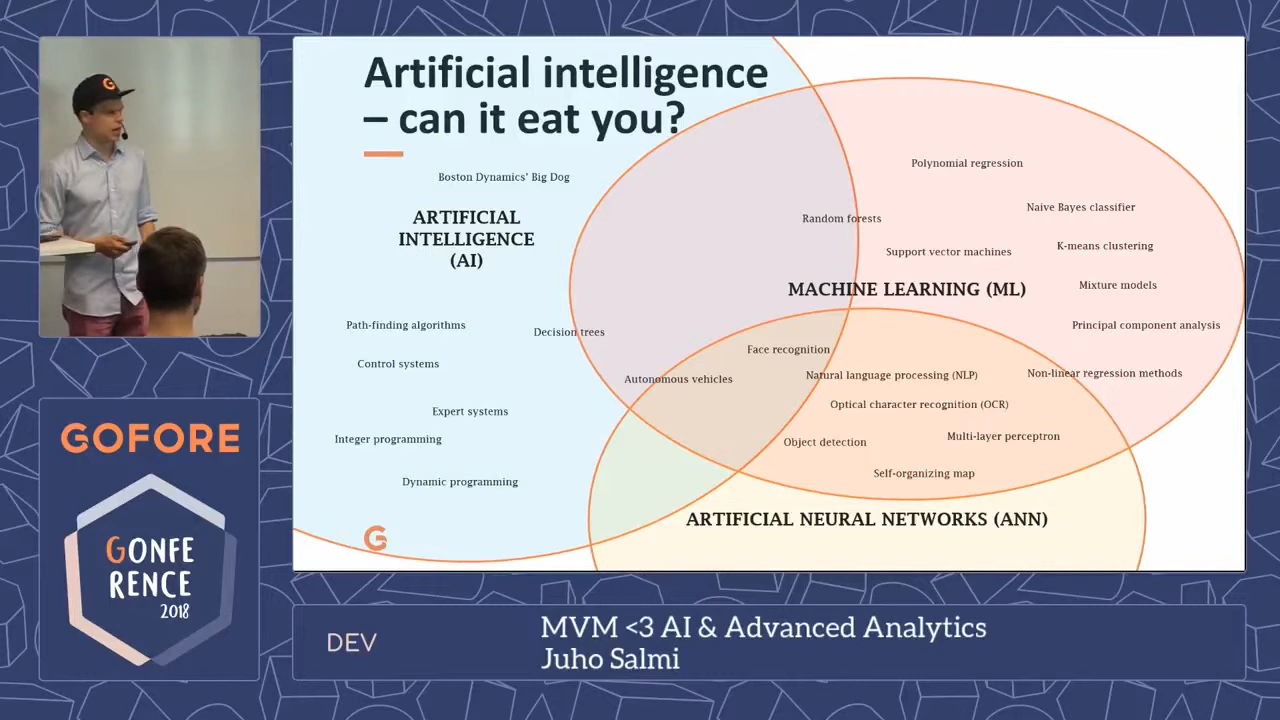 Artificial intelligence
– can it eat you?
Boston Dynamics' Big Dog
ARTIFICIAL
INTELLIGENCE
(AI)
Path-finding algorithms
Control systems
Expert systems
Integer programming
Dynamic programming
Decision trees
Autonomous vehicles
Face recognition
Random forests
Polynomial regression
Naive Bayes classifier
Support vector machines
K-means clustering
MACHINE LEARNING (ML)
Mixture models
Principal component analysis
Natural language processing (NLP)
Non-linear regression methods
Optical character recognition (OCR)
Object detection
Multi-layer perceptron
Self-organizing map
ARTIFICIAL NEURAL NETWORKS (ANN)
G
G
GOFORE
GONFE
RENCE
2018
DEV
MVM <3 AI & Advanced Analytics
Juho Salmi